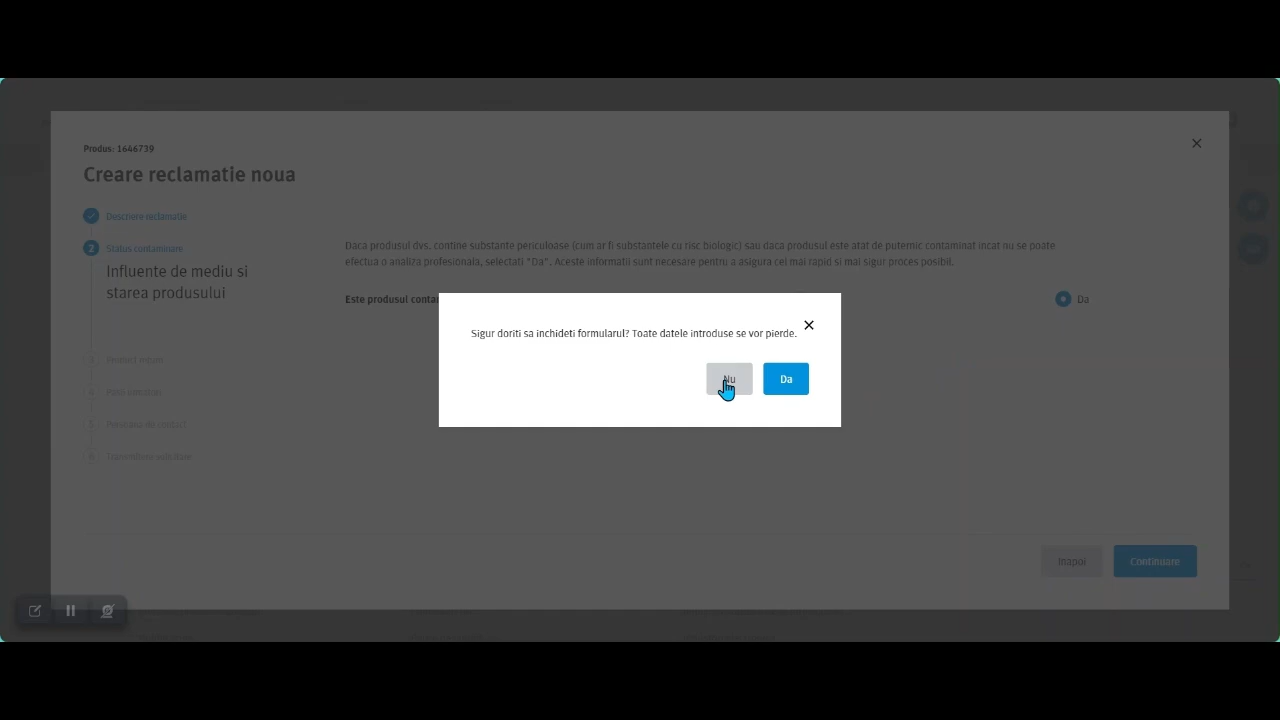 Produs: 1646739
Creare reclamatie noua
Descriere reclamatie
2 Status contaminare
Influente de mediu si
starea produsului
Daca produsul dvs. contine substante periculoase (cum ar fi substantele cu risc biologic) sau daca produsul este atat de puternic contaminat incat nu se poate
efectua o analiza profesionala, selectati "Da". Aceste informatii sunt necesare pentru a asigura cel mai rapid si mai sigur proces posibil.
Este produsul
Da
Sigur doriti sa inchideti formularul? Toate datele introduse se vor pierde.
Nu
Da
Persoana de contact
Inapoi
Continuare